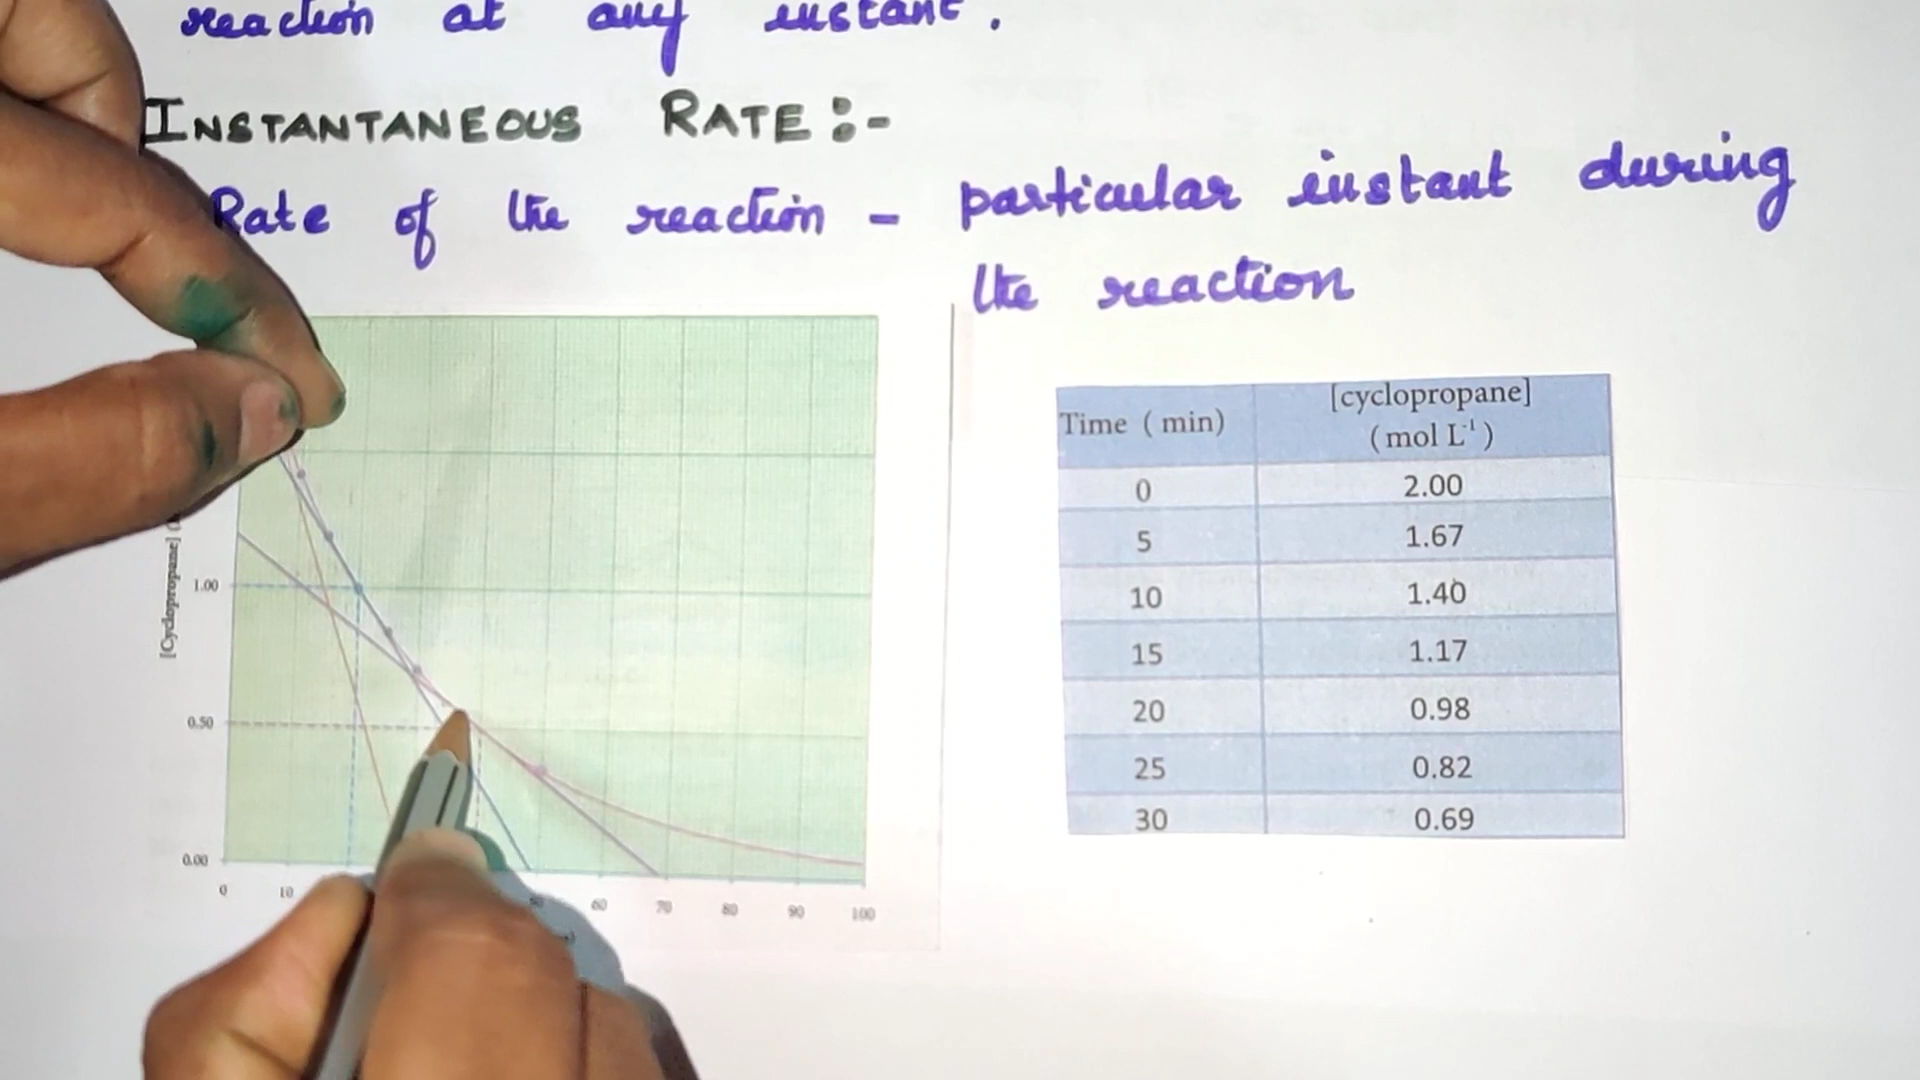 reaction at any instant.
INSTANTANEOUS RATE :-
Rate of the reaction - particular instant during
the reaction
[Cyclopropane]
1.00
0.50
0.00
0 10 50 60 70 80 90 100
Time (min) [cyclopropane] (mol L⁻¹)
0 2.00
5 1.67
10 1.40
15 1.17
20 0.98
25 0.82
30 0.69